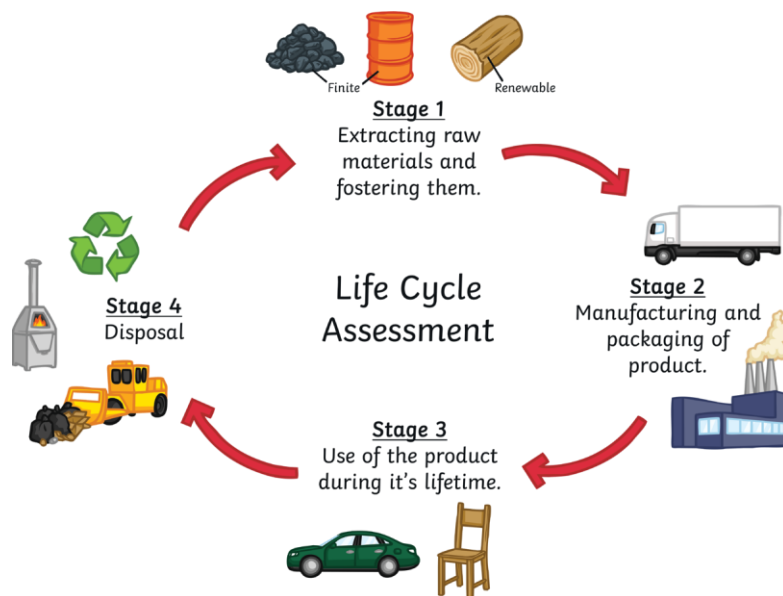 Finite
Renewable
Stage 1
Extracting raw
materials and
fostering them.
Life Cycle
Assessment
Stage 2
Manufacturing and
packaging of
product.
Stage 3
Use of the product
during it's lifetime.
Stage 4
Disposal